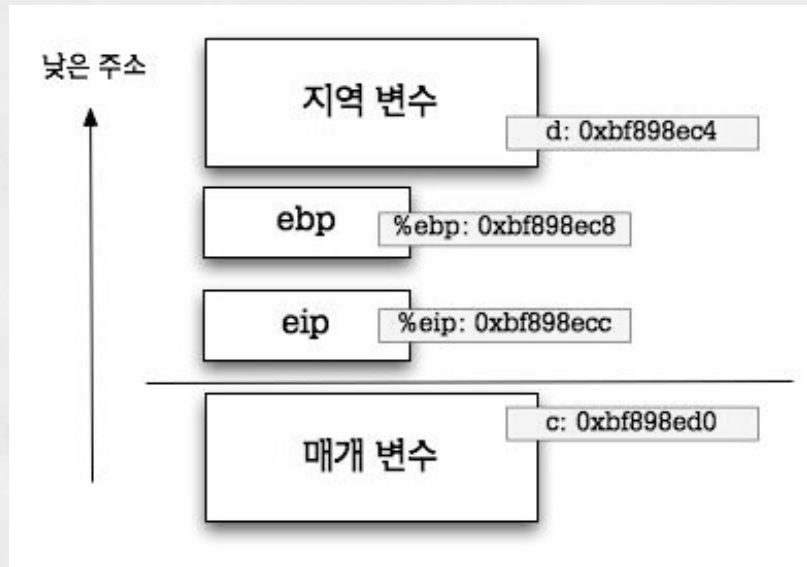 낮은 주소
지역 변수
d: 0xbf898ec4
ebp
%ebp: 0xbf898ec8
eip
%eip: 0xbf898ecc
c: 0xbf898ed0
매개 변수